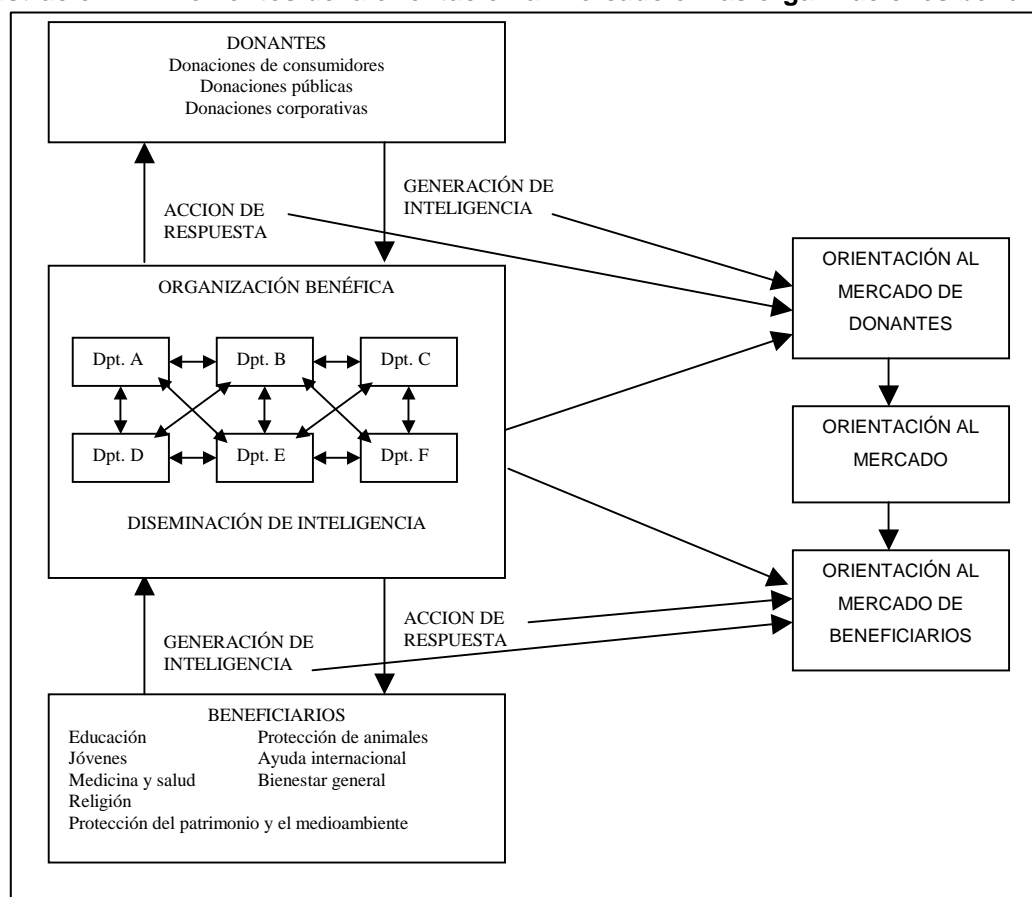 DONANTES
Donaciones de consumidores
Donaciones públicas
Donaciones corporativas
GENERACIÓN DE
INTELIGENCIA
ACCION DE
RESPUESTA
ORGANIZACIÓN BENÉFICA
Dpt. A
Dpt. B
Dpt. C
Dpt. D
Dpt. E
Dpt. F
DISEMINACIÓN DE INTELIGENCIA
ORIENTACIÓN AL
MERCADO DE
DONANTES
ORIENTACIÓN AL
MERCADO
ORIENTACIÓN AL
MERCADO DE
BENEFICIARIOS
ACCION DE
RESPUESTA
GENERACIÓN DE
INTELIGENCIA
BENEFICIARIOS
Educación
Protección de animales
Jóvenes
Ayuda internacional
Medicina y salud
Bienestar general
Religión
Protección del patrimonio y el medioambiente